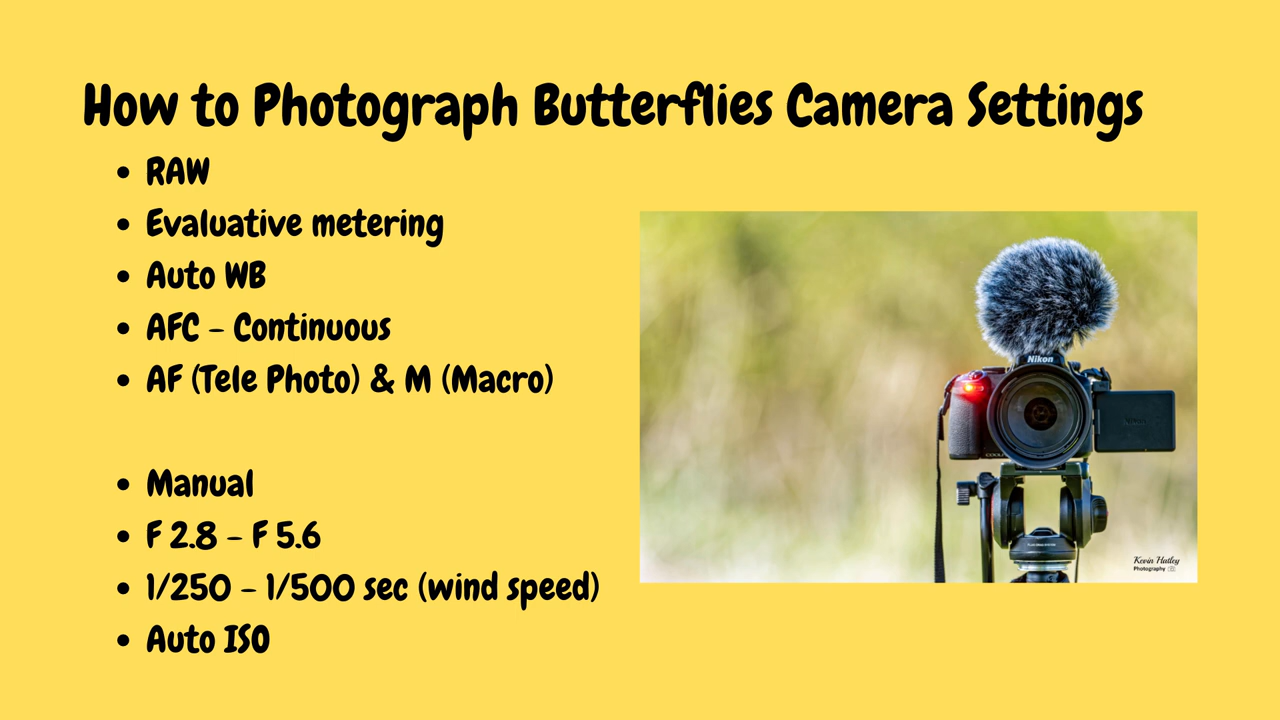 How to Photograph Butterflies Camera Settings
• RAW
• Evaluative metering
• Auto WB
• AFC - Continuous
• AF (Tele Photo) & M (Macro)
• Manual
• F 2.8 - F 5.6
• 1/250 - 1/500 sec (wind speed)
• Auto ISO
Nikon
Kevin Hatley
Photography